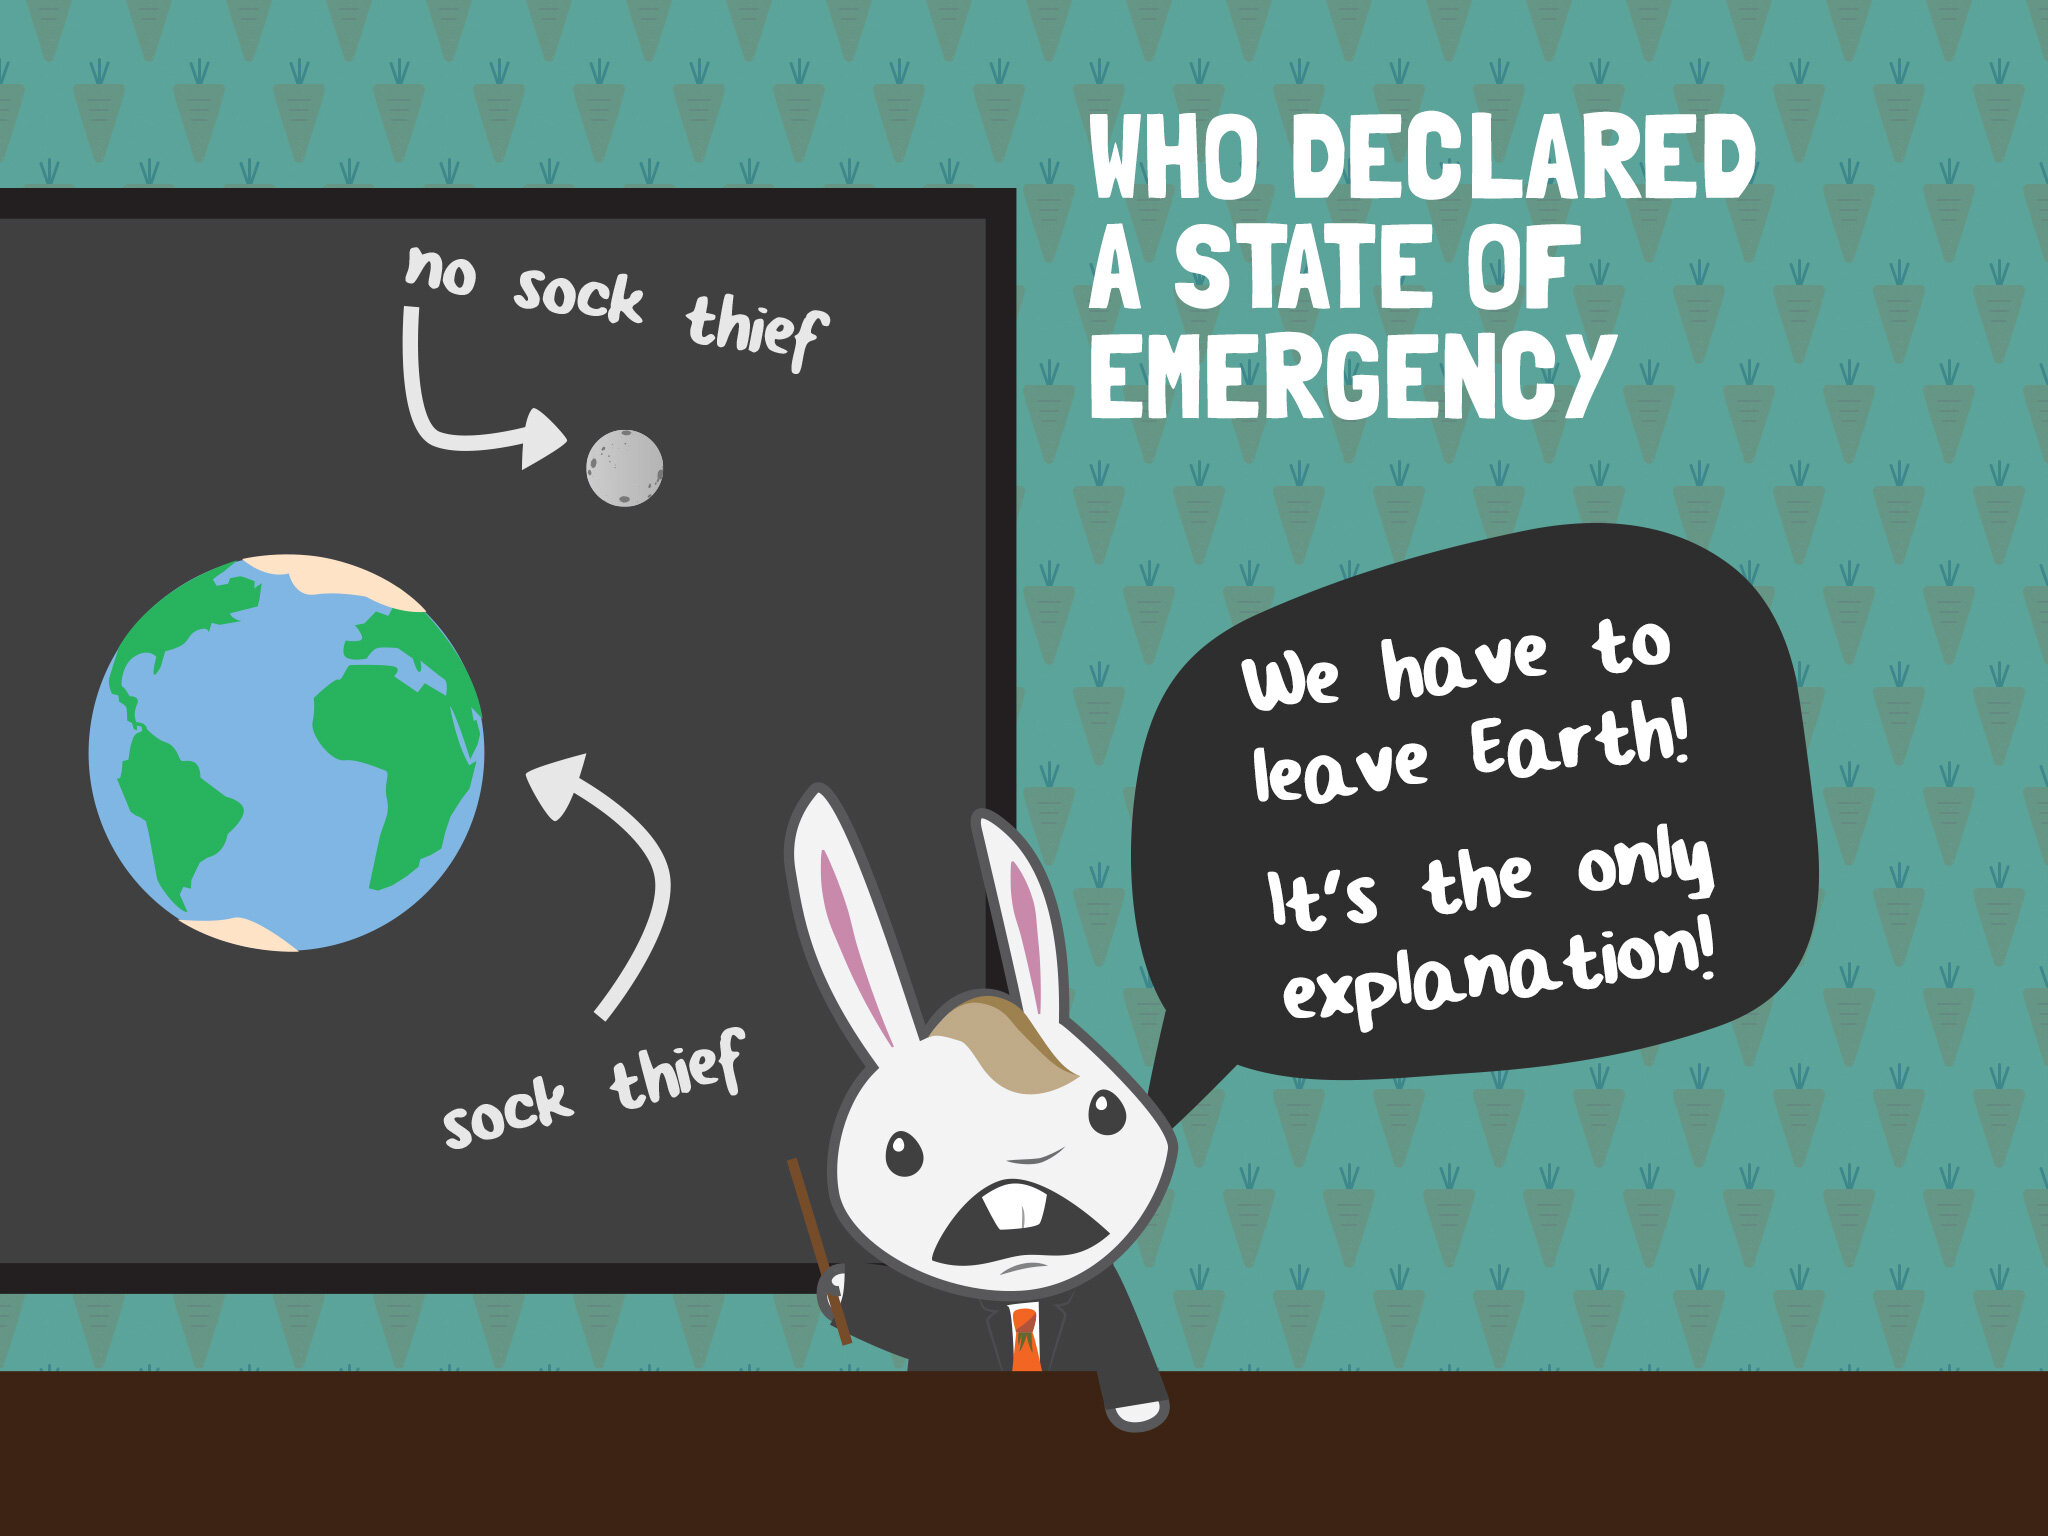 no sock thief
sock thief
WHO DECLARED
A STATE OF
EMERGENCY
We have to
leave Earth!
It's the only
explanation!